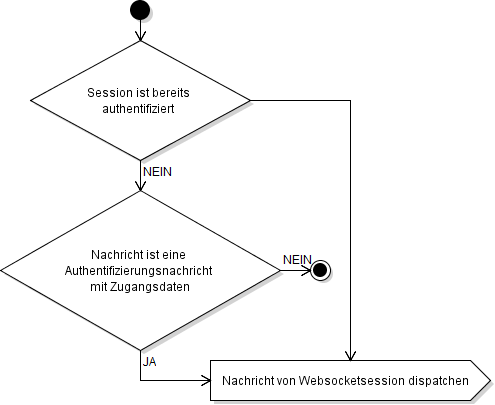 Session ist bereits
authentifiziert
NEIN
Nachricht ist eine
Authentifizierungsnachricht
mit Zugangsdaten
NEIN
JA
Nachricht von Websocketsession dispatchen